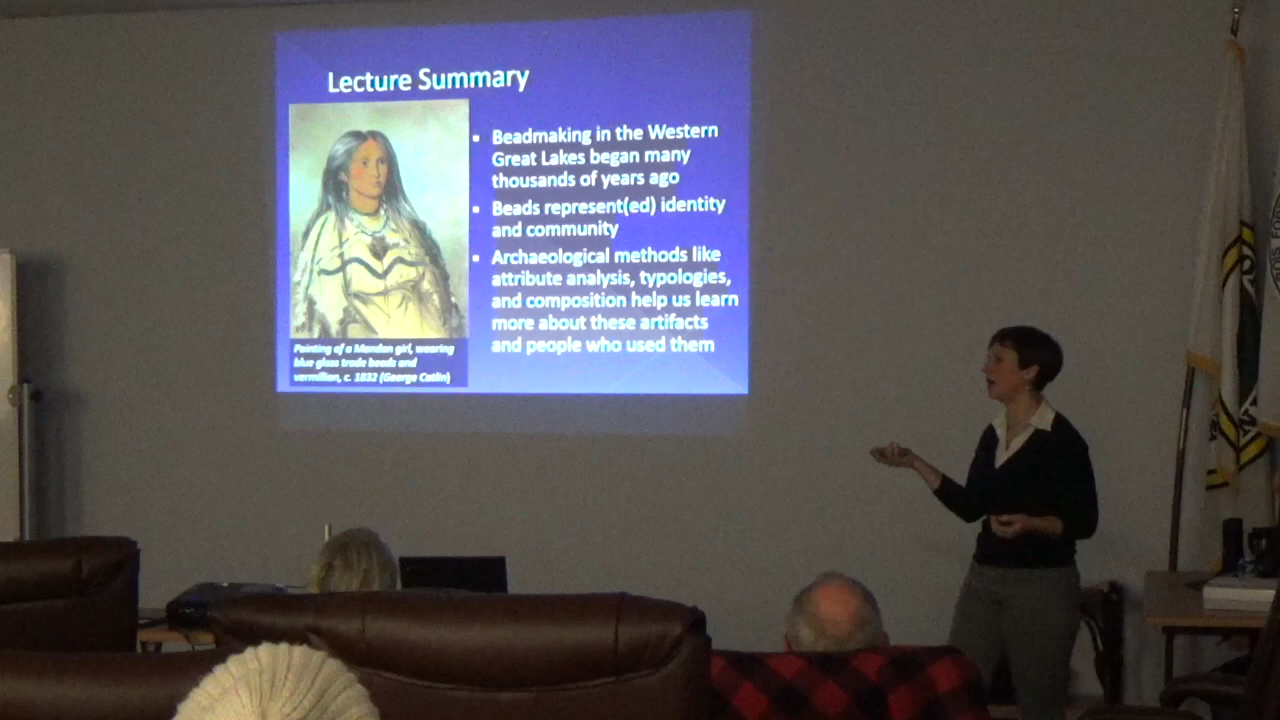 Lecture Summary
Beadmaking in the Western
Great Lakes began many
thousands of years ago
Beads represent(ed) identity
and community
Archaeological methods like
attribute analysis, typologies,
and composition help us learn
more about these artifacts
and people who used them
Painting of a Mandan girl, wearing
blue glass trade beads and
vermillion, c. 1832 (George Catlin)